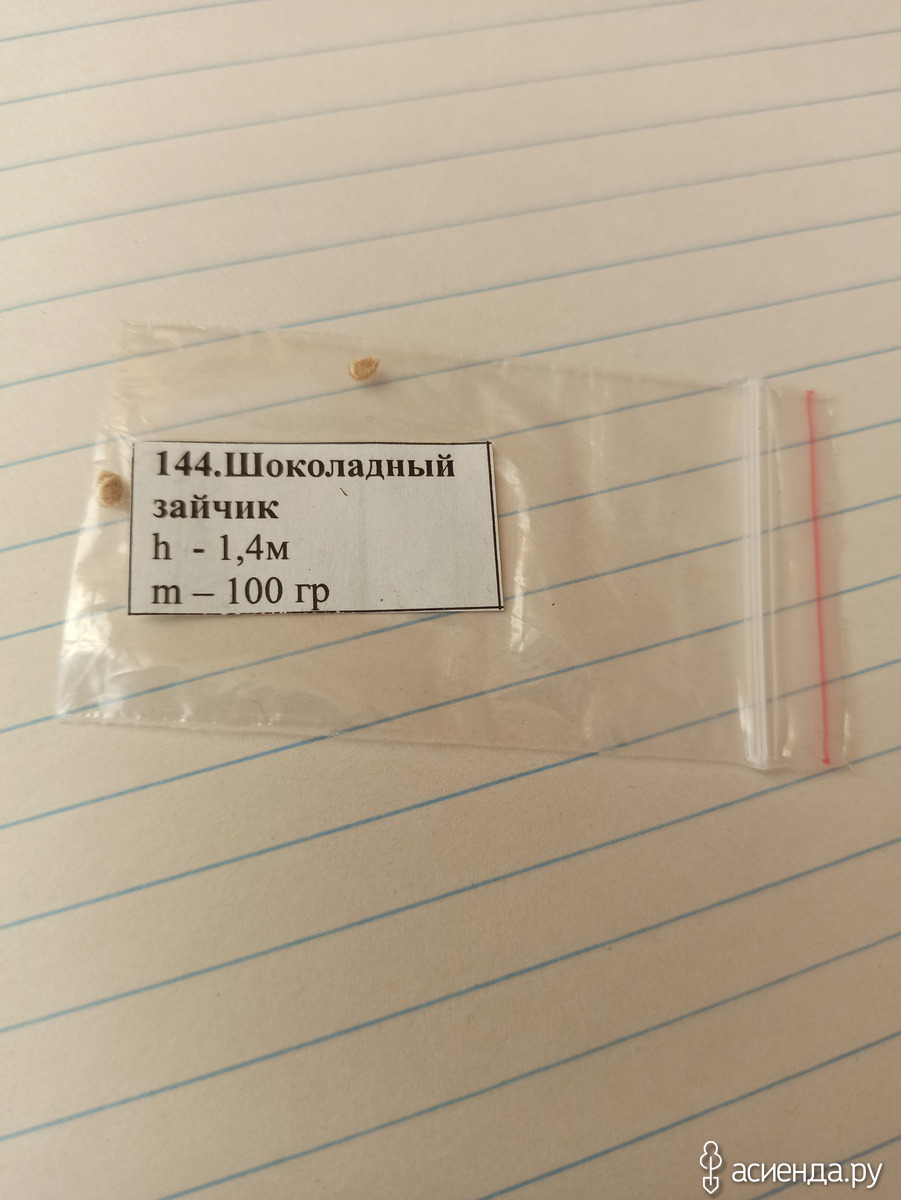 144.Шоколадный
зайчик
h - 1,4м
m – 100 гр
асиенда.ру